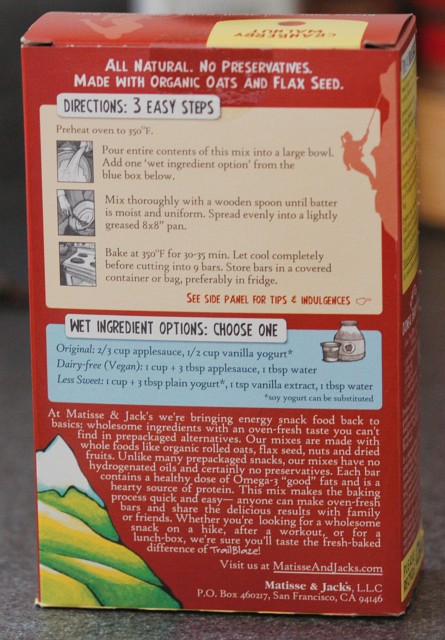 CRANBERRY
WALNUT
ALL NATURAL. NO PRESERVATIVES.
MADE WITH ORGANIC OATS AND FLAX SEED.
DIRECTIONS: 3 EASY STEPS
Preheat oven to 350°F.
Pour entire contents of this mix into a large bowl.
Add one 'wet ingredient option' from the
blue box below.
Mix thoroughly with a wooden spoon until batter
is moist and uniform. Spread evenly into a lightly
greased 8x8" pan.
Bake at 350°F for 30-35 min. Let cool completely
before cutting into 9 bars. Store bars in a covered
container or bag, preferably in fridge.
SEE SIDE PANEL FOR TIPS & INDULGENCES
WET INGREDIENT OPTIONS: CHOOSE ONE
Original: 2/3 cup applesauce, 1/2 cup vanilla yogurt*
Dairy-free (Vegan): 1 cup + 3 tbsp applesauce, 1 tbsp water
Less Sweet: 1 cup + 3 tbsp plain yogurt*, 1 tsp vanilla extract, 1 tbsp water
*soy yogurt can be substituted
At Matisse & Jack's we're bringing energy snack food back to
basics: wholesome ingredients with an oven-fresh taste you can't
find in prepackaged alternatives. Our mixes are made with
whole foods like organic rolled oats, flax seed, nuts and dried
fruits. Unlike many prepackaged snacks, our mixes have no
hydrogenated oils and certainly no preservatives. Each bar
contains a healthy dose of Omega-3 "good" fats and is a
hearty source of protein. This mix makes the baking
process quick and easy— anyone can make oven-fresh
bars and share the delicious results with family
or friends. Whether you're looking for a wholesome
snack on a hike, after a workout, or for a
lunch-box, we're sure you'll taste the fresh-baked
difference of TrailBlaze!
Visit us at MatisseAndJacks.com
Matisse & Jack's, L.L.C
P.O. Box 460217, San Francisco, CA 94146